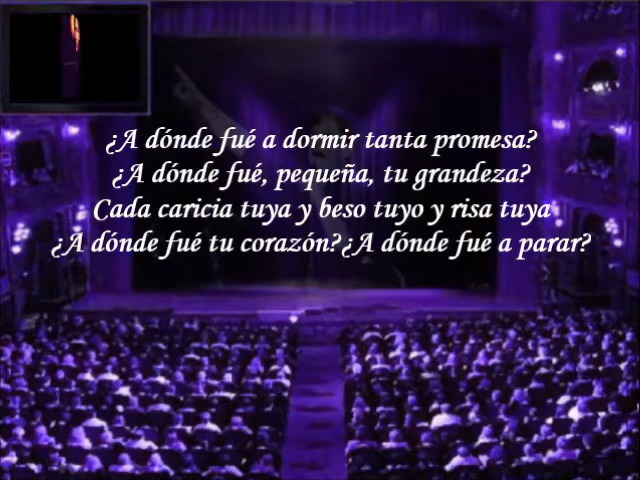 ¿A dónde fué a dormir tanta promesa?
¿A dónde fué, pequeña, tu grandeza?
Cada caricia tuya y beso tuyo y risa tuya
¿A dónde fué tu corazón?¿A dónde fué a parar?